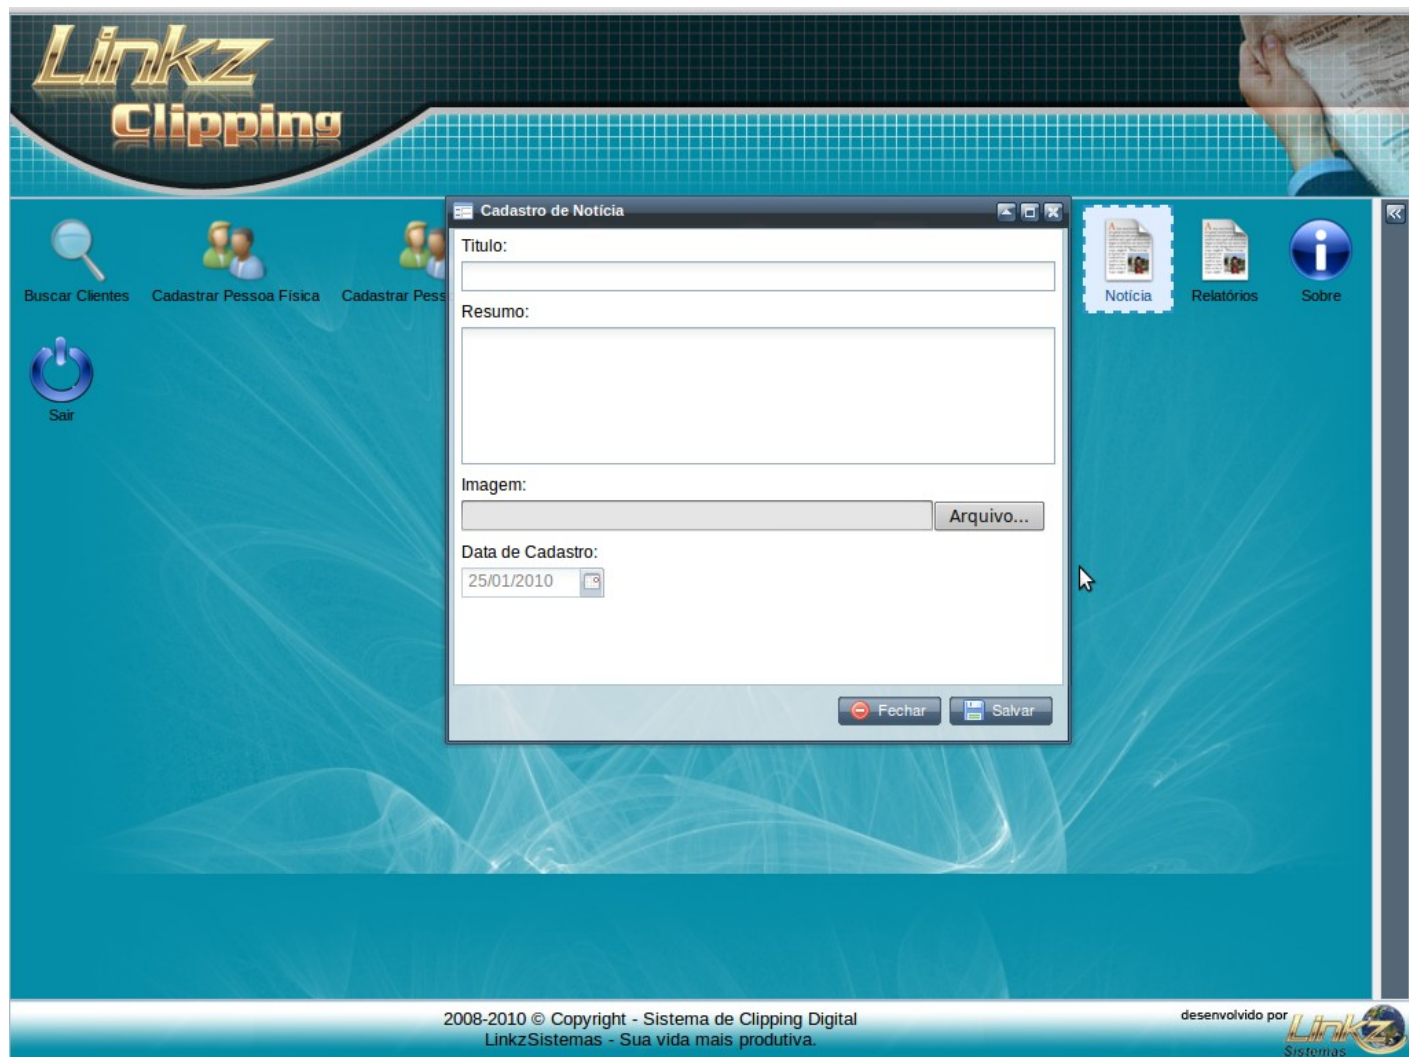 Linkz
Clipping
Cadastro de Notícia
Titulo:
Resumo:
Imagem:
Arquivo...
Data de Cadastro:
25/01/2010
Fechar
Salvar
Buscar Clientes
Cadastrar Pessoa Física
Cadastrar
Notícia
Relatórios
Sobre
Sair
2008-2010 © Copyright - Sistema de Clipping Digital
LinkzSistemas - Sua vida mais produtiva.
desenvolvido por
Linkz
Sistemas